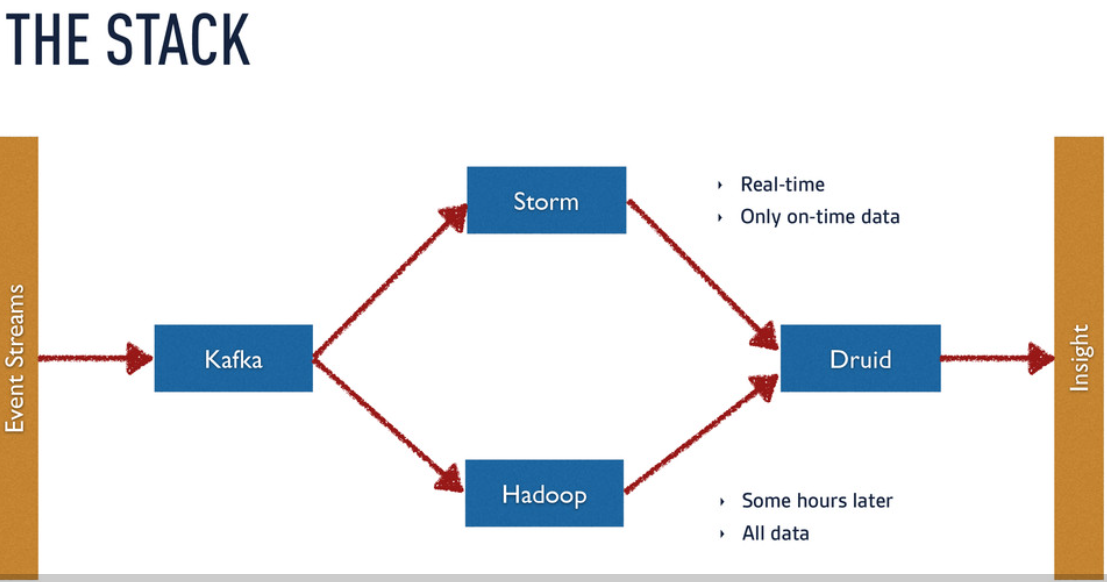 THE STACK
Event Streams
Kafka
Storm
Real-time
Only on-time data
Hadoop
Some hours later
All data
Druid
Insight